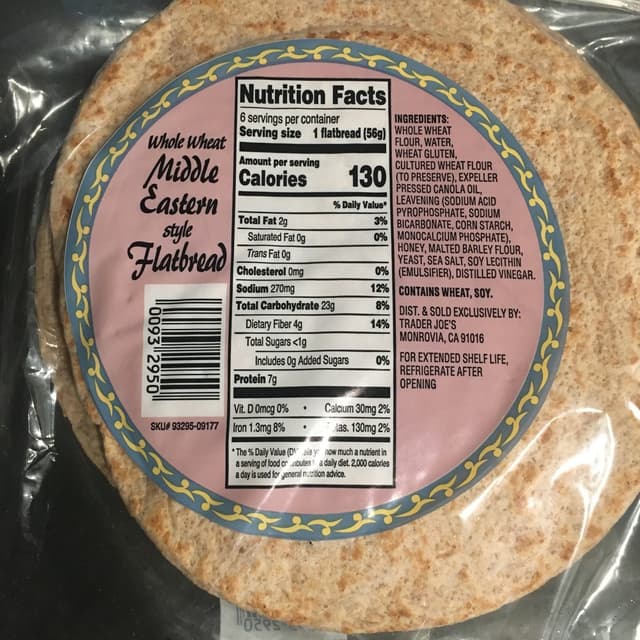 Whole Wheat
Middle
Eastern
style
Flatbread
0093 2950
SKU# 93295-09177
Nutrition Facts
6 servings per container
Serving size 1 flatbread (56g)
Amount per serving
Calories 130
% Daily Value*
Total Fat 2g 3%
Saturated Fat 0g 0%
Trans Fat 0g
Cholesterol 0mg 0%
Sodium 270mg 12%
Total Carbohydrate 23g 8%
Dietary Fiber 4g 14%
Total Sugars <1g
Includes 0g Added Sugars 0%
Protein 7g
Vit. D 0mcg 0% • Calcium 30mg 2%
Iron 1.3mg 8% • tas. 130mg 2%
* The % Daily Value how much a nutrient in
a serving of food a daily diet. 2,000 calories
a day is used for general nutrition advice.
INGREDIENTS:
WHOLE WHEAT
FLOUR, WATER,
WHEAT GLUTEN,
CULTURED WHEAT FLOUR
(TO PRESERVE), EXPELLER
PRESSED CANOLA OIL,
LEAVENING (SODIUM ACID
PYROPHOSPHATE, SODIUM
BICARBONATE, CORN STARCH,
MONOCALCIUM PHOSPHATE),
HONEY, MALTED BARLEY FLOUR,
YEAST, SEA SALT, SOY LECITHIN
(EMULSIFIER), DISTILLED VINEGAR.
CONTAINS WHEAT, SOY.
DIST. & SOLD EXCLUSIVELY BY:
TRADER JOE'S
MONROVIA, CA 91016
FOR EXTENDED SHELF LIFE,
REFRIGERATE AFTER
OPENING